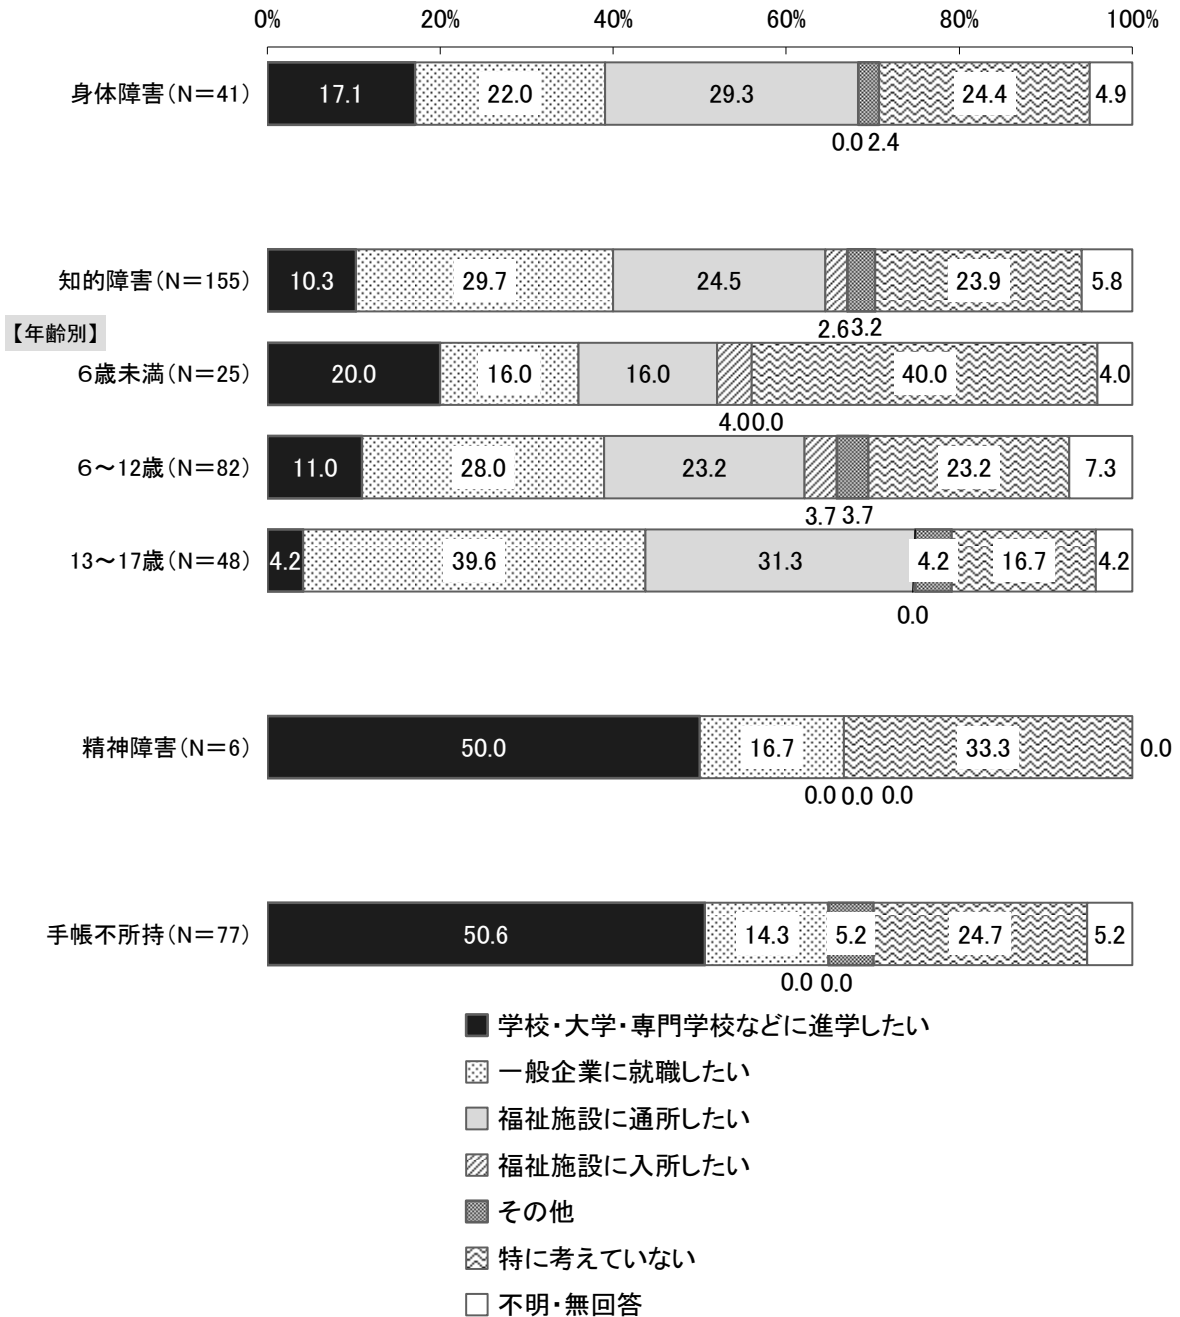 0% 20% 40% 60% 80% 100%
身体障害(N=41) 17.1 22.0 29.3 24.4 4.9
0.0 2.4
知的障害(N=155) 10.3 29.7 24.5 23.9 5.8
2.6 3.2
【年齢別】
6歳未満(N=25) 20.0 16.0 16.0 40.0 4.0
4.0 0.0
6～12歳(N=82) 11.0 28.0 23.2 23.2 7.3
3.7 3.7
13～17歳(N=48) 4.2 39.6 31.3 4.2 16.7 4.2
0.0
精神障害(N=6) 50.0 16.7 33.3 0.0
0.0 0.0 0.0
手帳不所持(N=77) 50.6 14.3 5.2 24.7 5.2
0.0 0.0
学校・大学・専門学校などに進学したい
一般企業に就職したい
福祉施設に通所したい
福祉施設に入所したい
その他
特に考えていない
不明・無回答